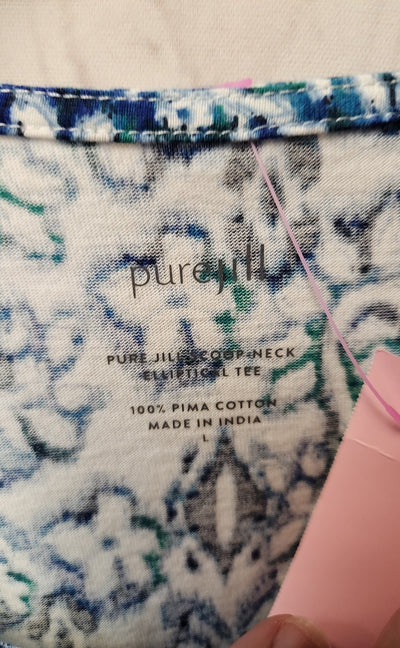 purejill
PURE JILL SCOOP-NECK
ELLIPTICAL TEE
100% PIMA COTTON
MADE IN INDIA
L